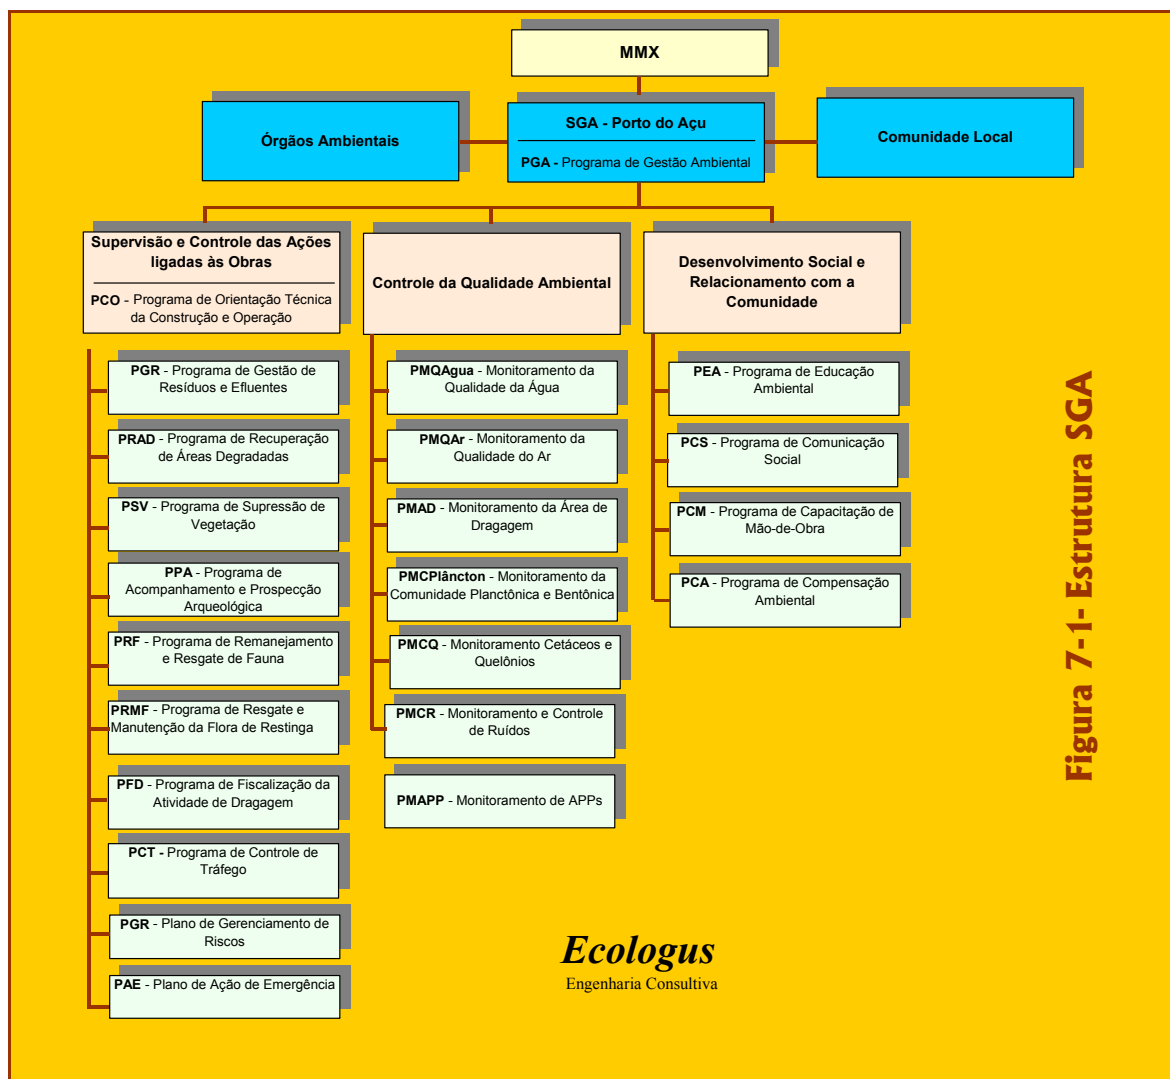 MMX
Órgãos Ambientais
SGA - Porto do Açu
PGA - Programa de Gestão Ambiental
Comunidade Local
Supervisão e Controle das Ações
ligadas às Obras
PCO - Programa de Orientação Técnica
da Construção e Operação
Controle da Qualidade Ambiental
Desenvolvimento Social e
Relacionamento com a
Comunidade
PGR - Programa de Gestão de
Resíduos e Efluentes
PRAD - Programa de Recuperação
de Áreas Degradadas
PSV - Programa de Supressão de
Vegetação
PPA - Programa de
Acompanhamento e Prospecção
Arqueológica
PRF - Programa de Remanejamento
e Resgate de Fauna
PRMF - Programa de Resgate e
Manutenção da Flora de Restinga
PFD - Programa de Fiscalização da
Atividade de Dragagem
PCT - Programa de Controle de
Tráfego
PGR - Plano de Gerenciamento de
Riscos
PAE - Plano de Ação de Emergência
PMQAgua - Monitoramento da
Qualidade da Água
PMQAr - Monitoramento da
Qualidade do Ar
PMAD - Monitoramento da Área de
Dragagem
PMCPlâncton - Monitoramento da
Comunidade Planctônica e Bentônica
PMCQ - Monitoramento Cetáceos e
Quelônios
PMCR - Monitoramento e Controle
de Ruídos
PMAPP - Monitoramento de APPs
PEA - Programa de Educação
Ambiental
PCS - Programa de Comunicação
Social
PCM - Programa de Capacitação de
Mão-de-Obra
PCA - Programa de Compensação
Ambiental
Ecologus
Engenharia Consultiva
Figura 7-1- Estrutura SGA